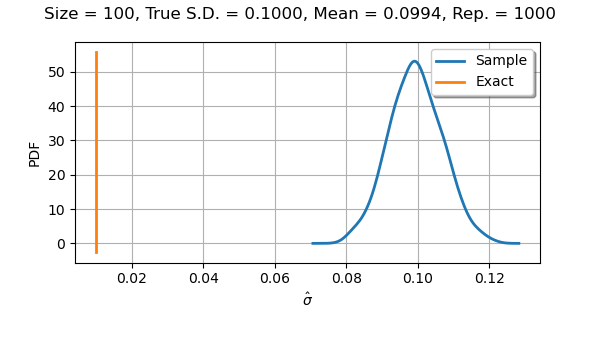 Size = 100, True S.D. = 0.1000, Mean = 0.0994, Rep. = 1000
Sample
Exact
PDF
50
40
30
20
10
0
0.02 0.04 0.06 0.08 0.10 0.12
σ̂